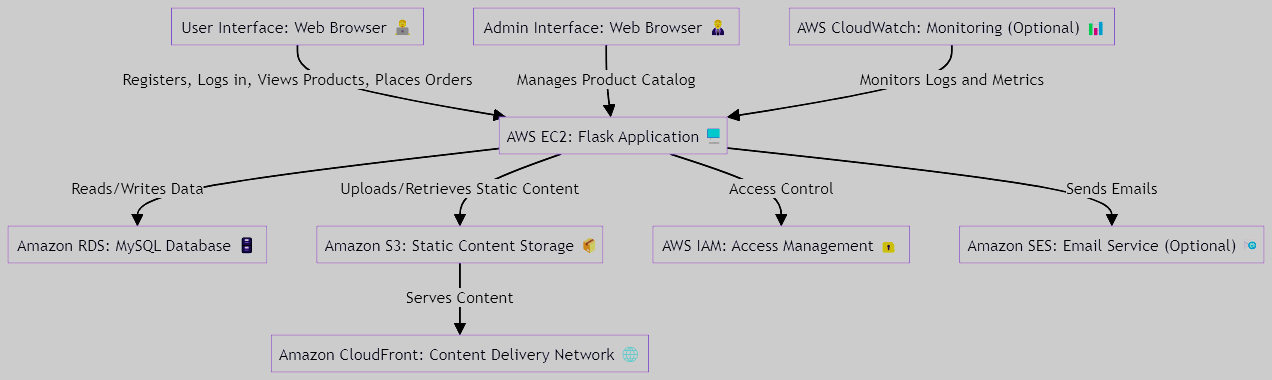 User Interface: Web Browser
Admin Interface: Web Browser
AWS CloudWatch: Monitoring (Optional)
Registers, Logs in, Views Products, Places Orders
Manages Product Catalog
Monitors Logs and Metrics
AWS EC2: Flask Application
Reads/Writes Data
Uploads/Retrieves Static Content
Access Control
Sends Emails
Amazon RDS: MySQL Database
Amazon S3: Static Content Storage
AWS IAM: Access Management
Amazon SES: Email Service (Optional)
Serves Content
Amazon CloudFront: Content Delivery Network